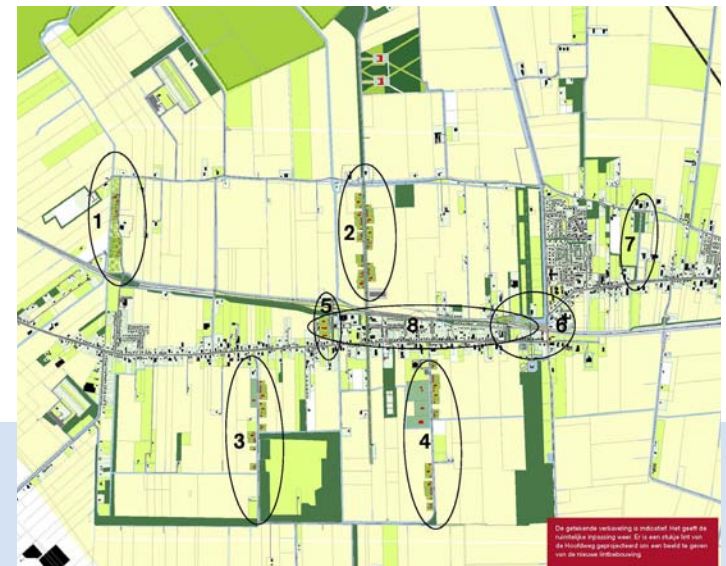 1
2
7
5
8
6
3
4
De getekende verkaveling is indicatief. Het geeft de
ruimtelijke inpassing weer. Er is een stukje lint van
de Hoofdweg geprojecteerd om een beeld te geven
van de nieuwe lintbebouwing.